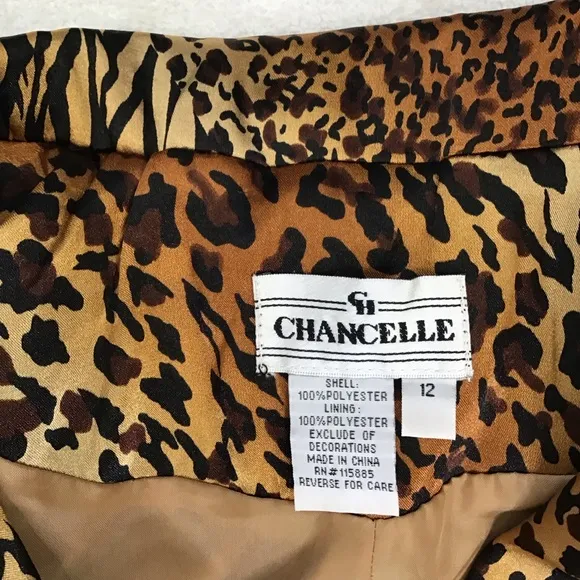 CH
CHANCELLE
12
SHELL:
100%POLYESTER
LINING:
100%POLYESTER
EXCLUDE OF
DECORATIONS
MADE IN CHINA
RN#115885
REVERSE FOR CARE